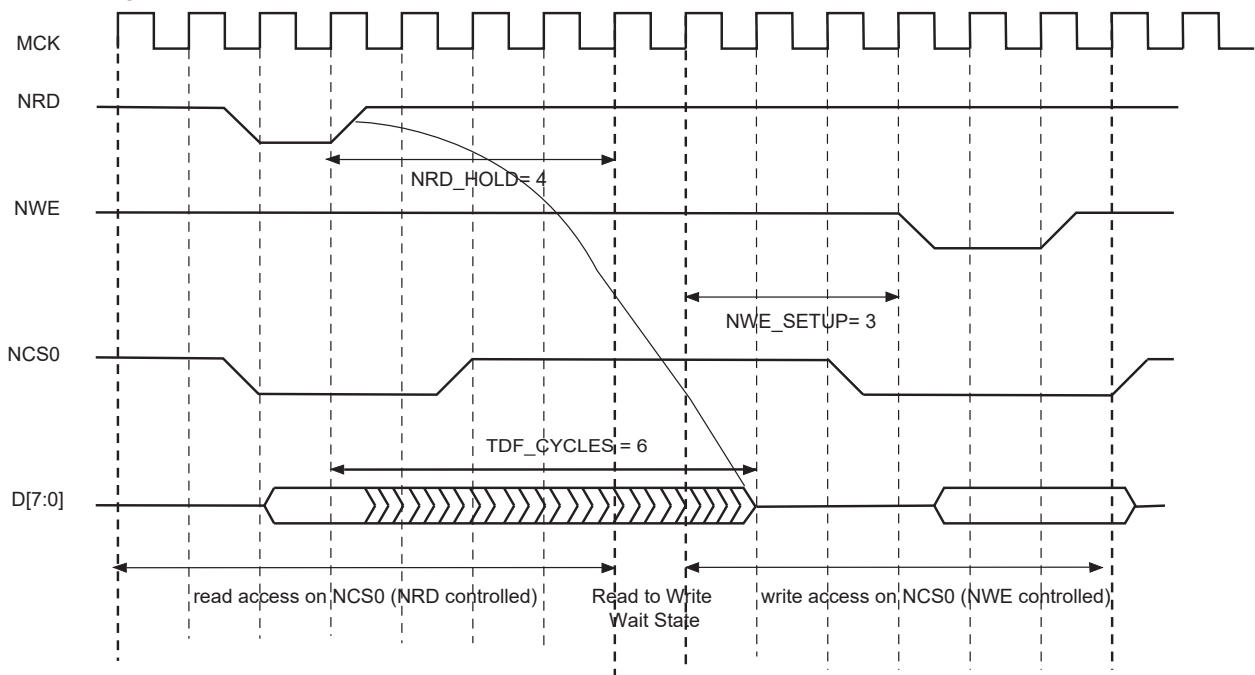 MCK
NRD
NRD_HOLD= 4
NWE
NWE_SETUP= 3
NCS0
TDF_CYCLES = 6
D[7:0]
read access on NCS0 (NRD controlled)
Read to Write
Wait State
write access on NCS0 (NWE controlled)